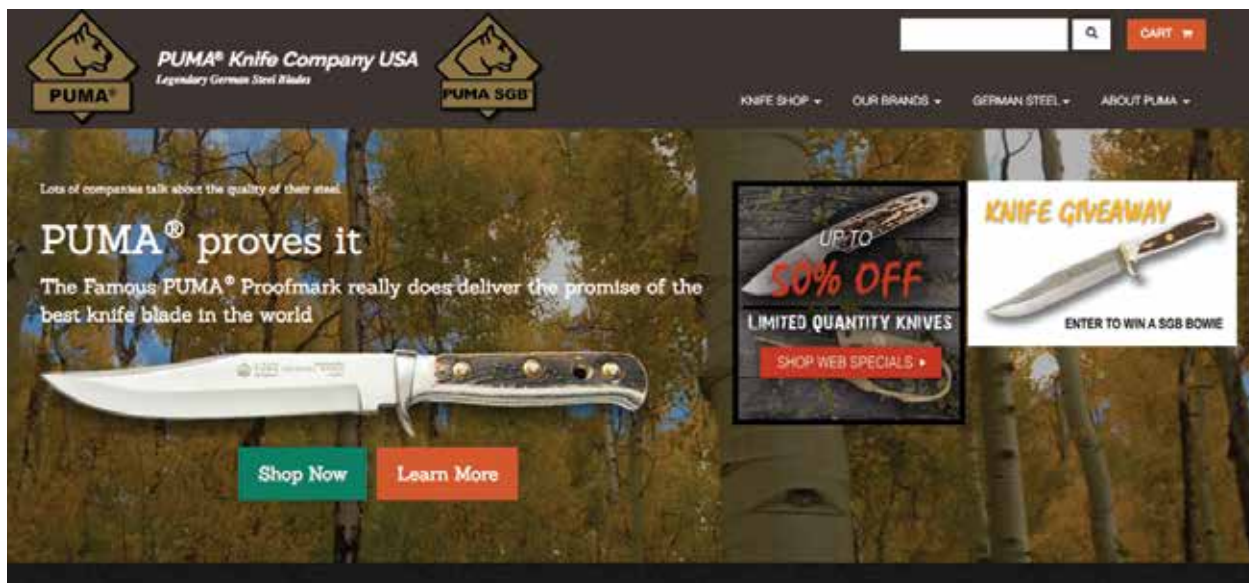 PUMA®
PUMA® Knife Company USA
Legendary German Steel Blades
PUMA SGB®
CART
KNIFE SHOP
OUR BRANDS
GERMAN STEEL
ABOUT PUMA
Lots of companies talk about the quality of their steel.
PUMA® proves it
The Famous PUMA® Proofmark really does deliver the promise of the
best knife blade in the world
Shop Now
Learn More
UP TO
50% OFF
LIMITED QUANTITY KNIVES
SHOP WEB SPECIALS
KNIFE GIVEAWAY
ENTER TO WIN A SGB BOWIE